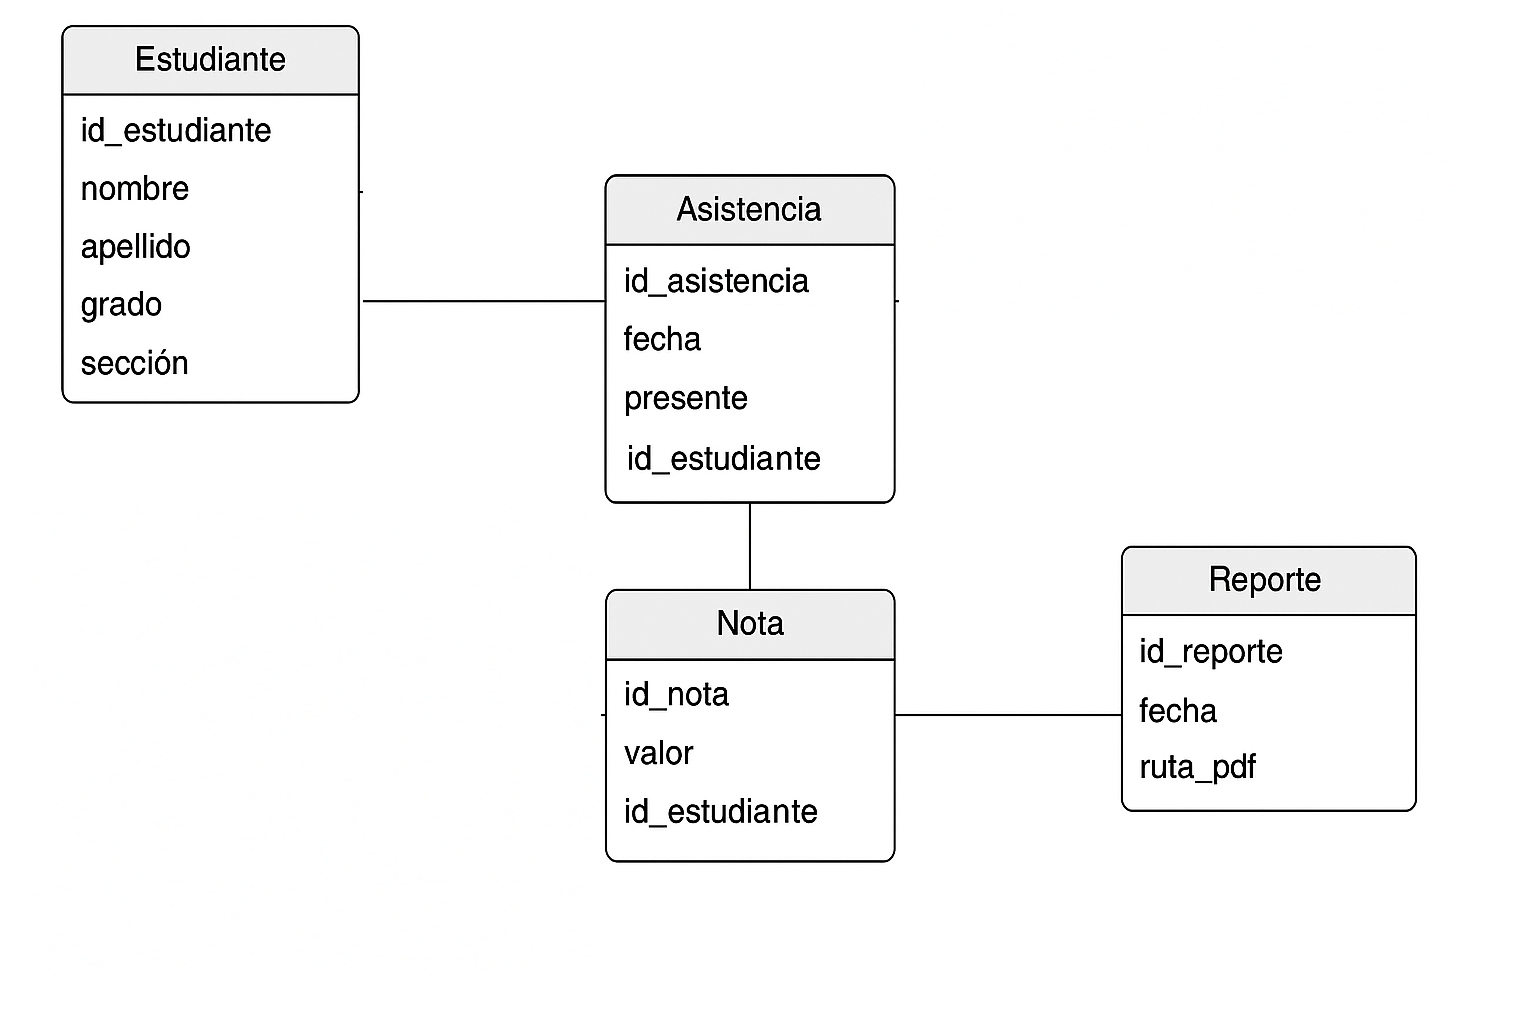 Estudiante
id_estudiante
nombre
apellido
grado
sección
Asistencia
id_asistencia
fecha
presente
id_estudiante
Nota
id_nota
valor
id_estudiante
Reporte
id_reporte
fecha
ruta_pdf